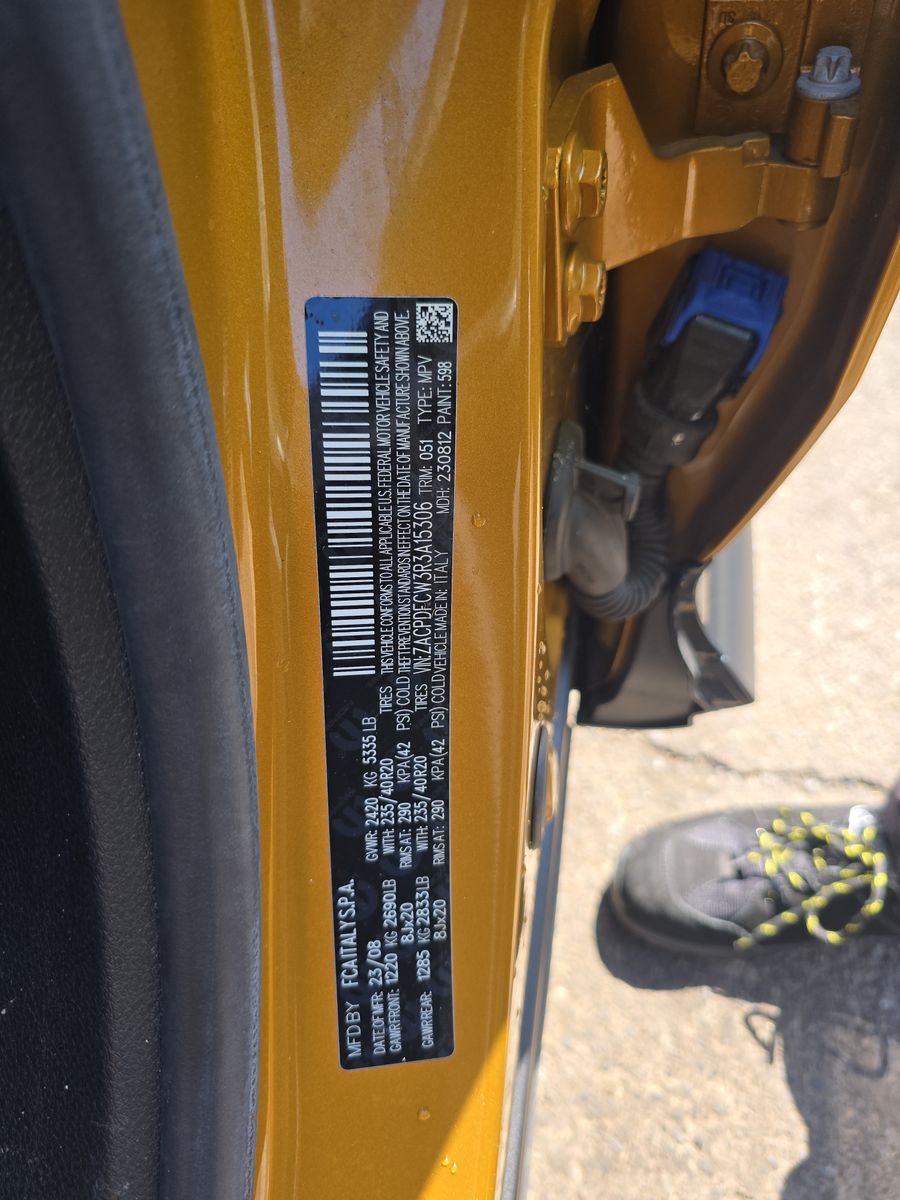 MFD BY FCA ITALY S.P.A.
DATE OF MFR: 23/08 GVWR: 2420 KG 5335 LB
GAWR FRONT: 1220 KG 2690LB WITH: 235/40R20 TIRES THIS VEHICLE CONFORMS TO ALL APPLICABLE U.S. FEDERAL MOTOR VEHICLE SAFETY AND
8Jx20 RIMS AT: 290 KPA(42 PSI) COLD THEFT PREVENTION STANDARDS IN EFFECT ON THE DATE OF MANUFACTURE SHOWN ABOVE.
GAWR REAR: 1285 KG 2833LB WITH: 235/40R20 TIRES VIN: ZACPDFCW3R3A15306 TRIM: 051 TYPE: MPV
8Jx20 RIMS AT: 290 KPA(42 PSI) COLD VEHICLE MADE IN: ITALY MDH: 230812 PAINT: 598